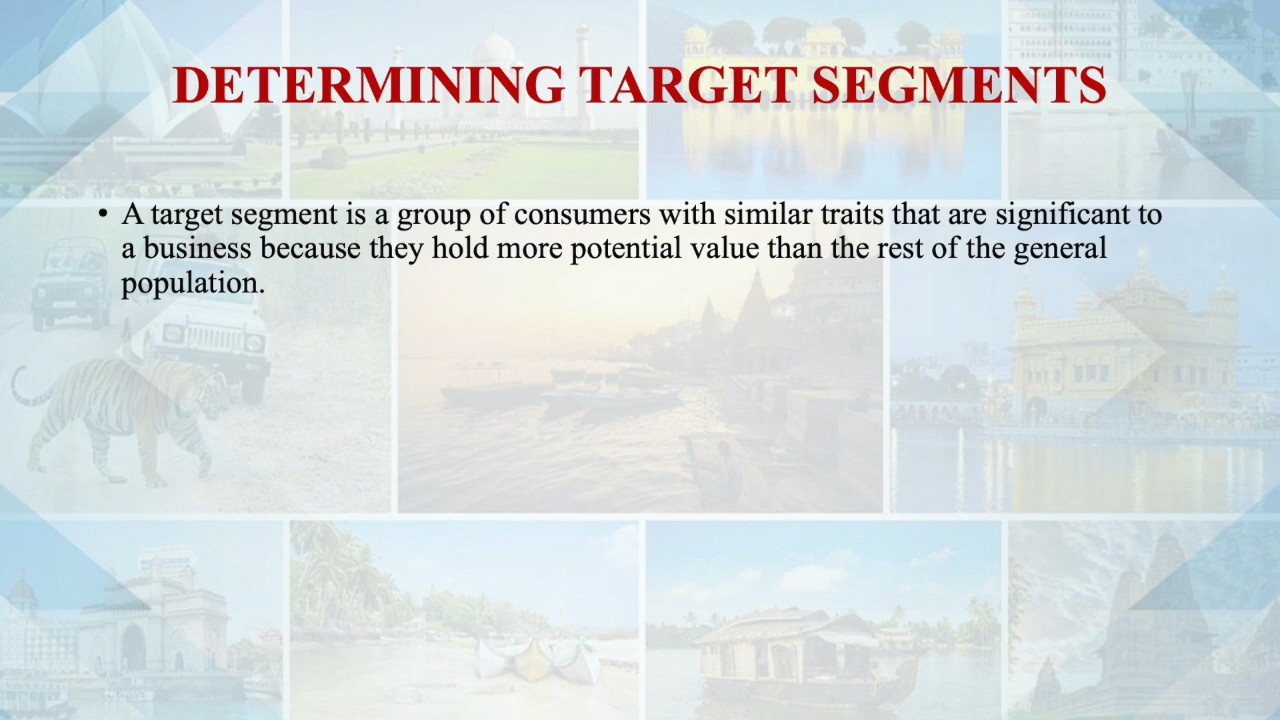 DETERMINING TARGET SEGMENTS
• A target segment is a group of consumers with similar traits that are significant to
a business because they hold more potential value than the rest of the general
population.